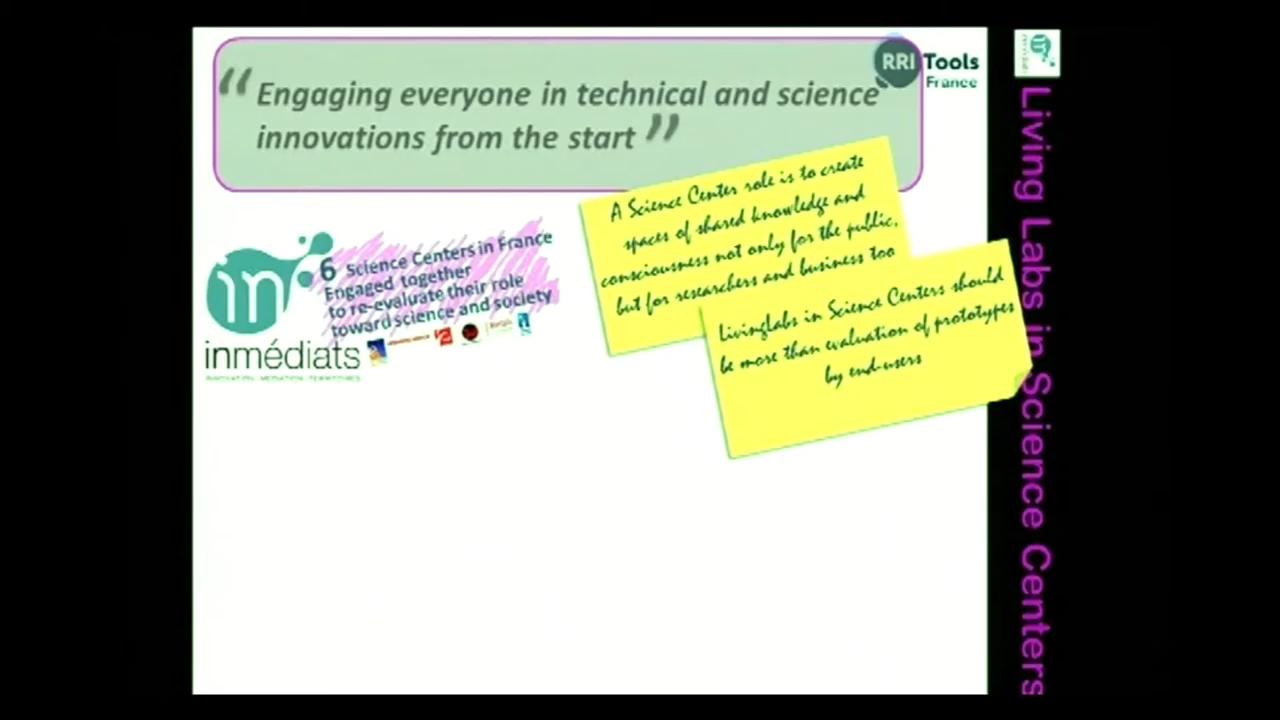 “ Engaging everyone in technical and science
innovations from the start ”
RRI Tools
France
A Science Center role is to create
spaces of shared knowledge and
consciousness not only for the public,
but for researchers and business too
Livinglabs in Science Centers should
be more than evaluation of prototypes
by end-users
in
inmédiats
6 Science Centers in France
Engaged together
to re-evaluate their role
toward science and society
Living Labs in Science Centers